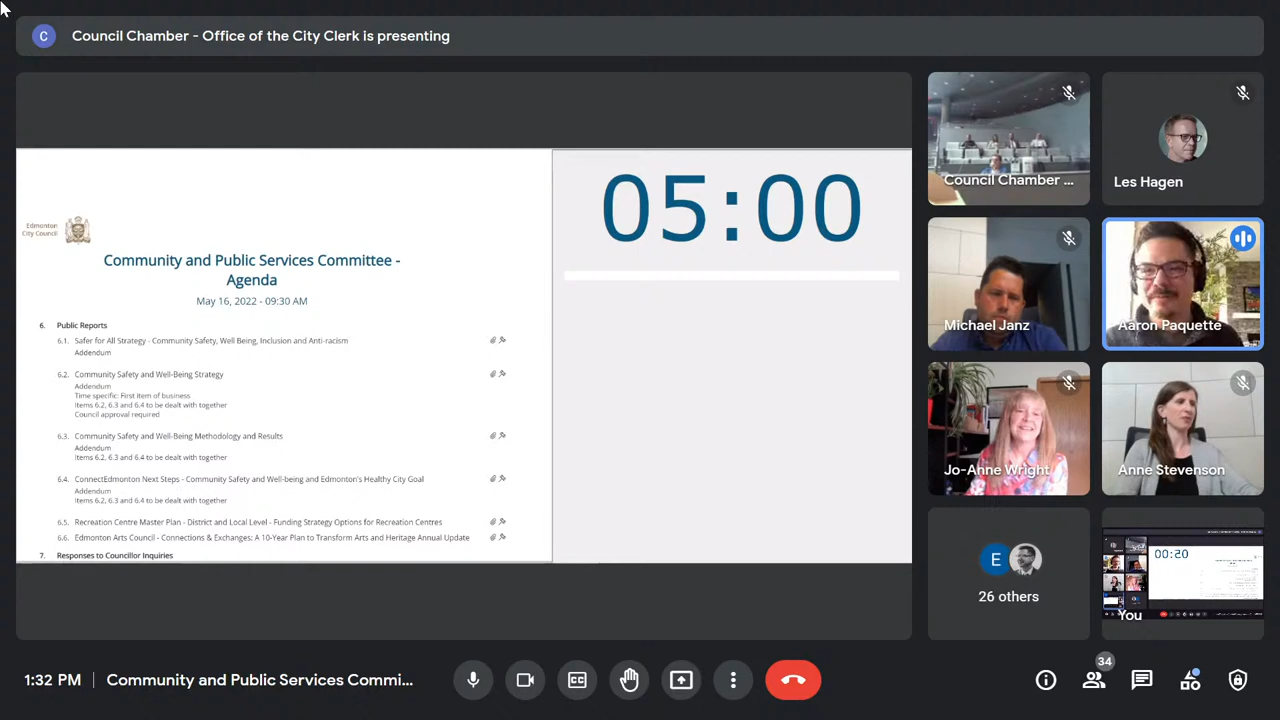 C
Council Chamber - Office of the City Clerk is presenting
Edmonton
City Council
Community and Public Services Committee -
Agenda
May 16, 2022 - 09:30 AM
6. Public Reports
6.1. Safer for All Strategy - Community Safety, Well Being, Inclusion and Anti-racism
Addendum
6.2. Community Safety and Well-Being Strategy
Addendum
Time specific: First item of business
Items 6.2, 6.3 and 6.4 to be dealt with together
Council approval required
6.3. Community Safety and Well-Being Methodology and Results
Addendum
Items 6.2, 6.3 and 6.4 to be dealt with together
6.4. ConnectEdmonton Next Steps - Community Safety and Well-being and Edmonton's Healthy City Goal
Addendum
Items 6.2, 6.3 and 6.4 to be dealt with together
6.5. Recreation Centre Master Plan - District and Local Level - Funding Strategy Options for Recreation Centres
6.6. Edmonton Arts Council - Connections & Exchanges: A 10-Year Plan to Transform Arts and Heritage Annual Update
7. Responses to Councillor Inquiries
05:00
Council Chamber ...
Les Hagen
Michael Janz
Aaron Paquette
Jo-Anne Wright
Anne Stevenson
E
26 others
You
1:32 PM
Community and Public Services Commi...
34